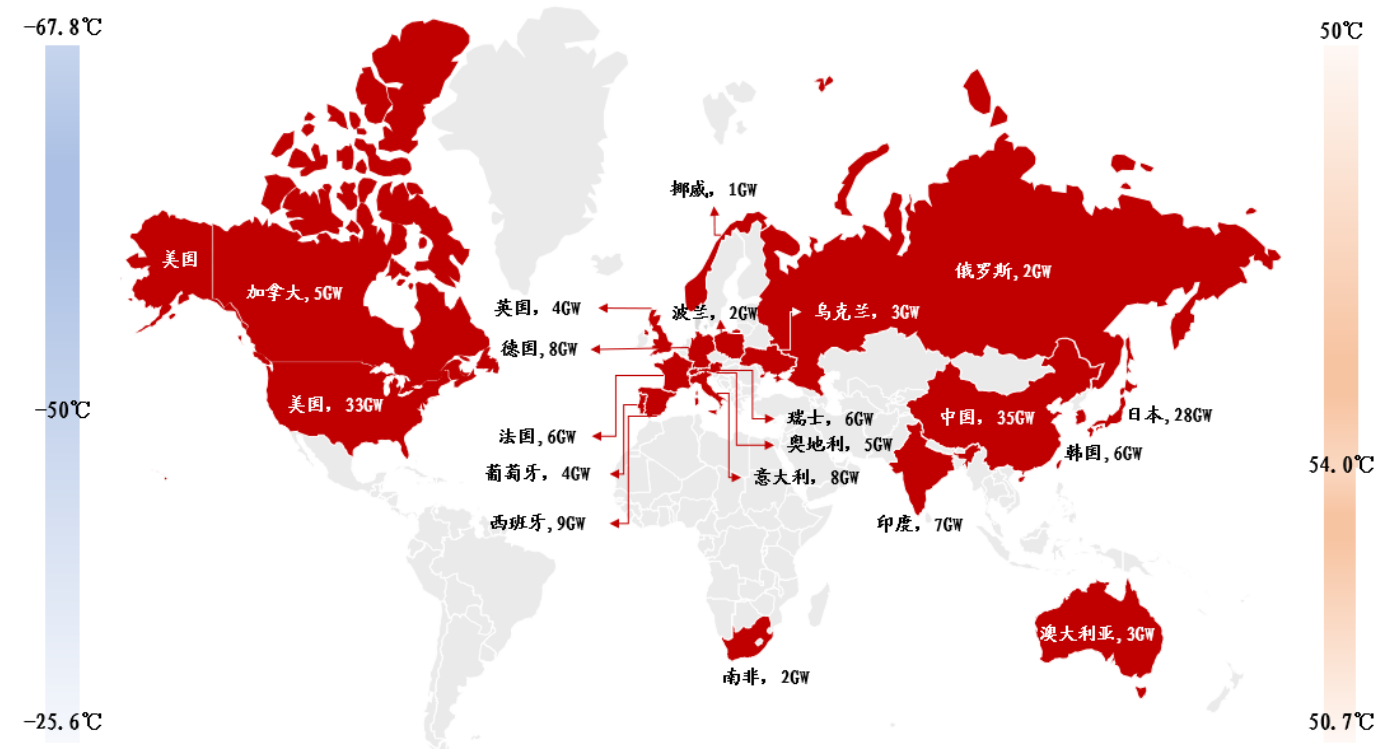 -67.8℃
50℃
挪威，1GW
美国
俄罗斯,2GW
加拿大,5GW
英国，4GW
波兰，2GW
乌克兰，3GW
德国,8GW
-50℃
美国，33GW
瑞士，6GW
中国，35GW
日本,28GW
法国,6GW
奥地利，5GW
韩国,6GW
54.0℃
葡萄牙，4GW
意大利，8GW
西班牙,9GW
印度，7GW
澳大利亚,3GW
南非，2GW
-25.6℃
50.7℃